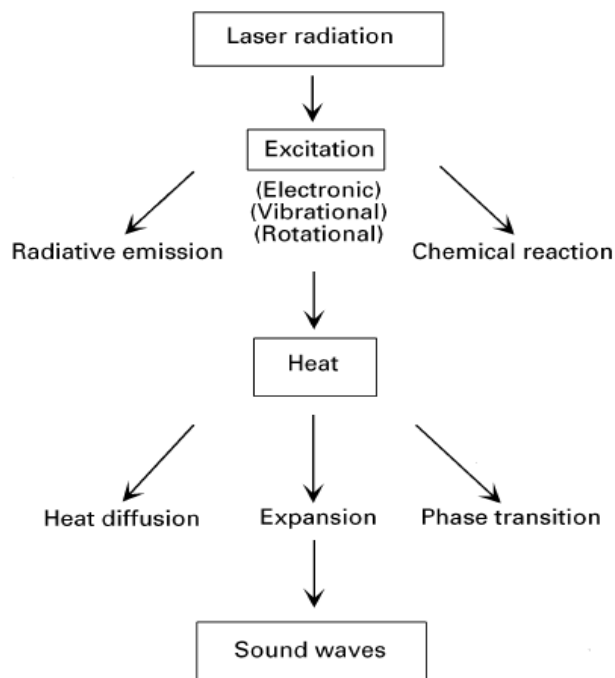 Laser radiation
Excitation
(Electronic)
(Vibrational)
(Rotational)
Radiative emission
Chemical reaction
Heat
Heat diffusion
Expansion
Phase transition
Sound waves